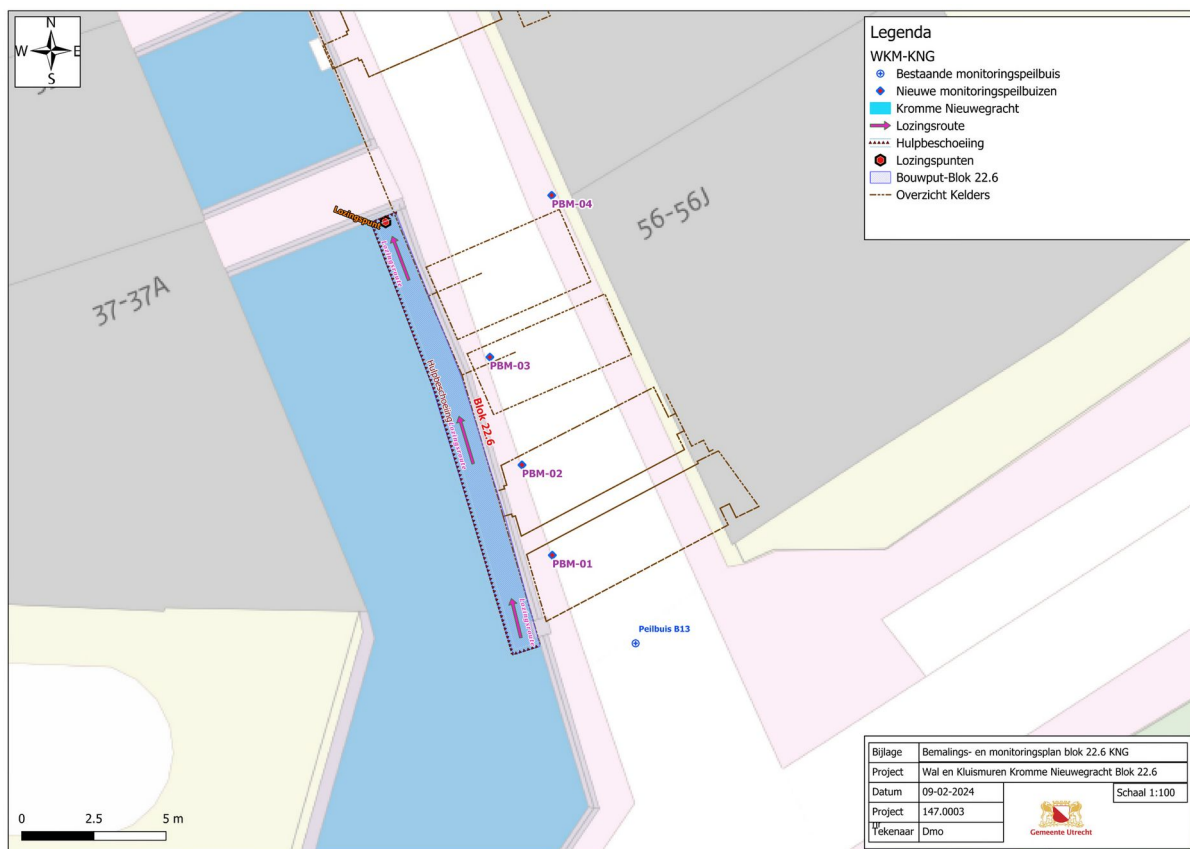 N
W E
S
Legenda
WKM-KNG
Bestaande monitoringspeilbuis
Nieuwe monitoringspeilbuizen
Kromme Nieuwegracht
Lozingsroute
Hulpbeschoeiing
Lozingspunten
Bouwput-Blok 22.6
Overzicht Kelders
PBM-04
56-56J
Lozingspunt
Lozingsroute
37-37A
PBM-03
Hulpbeschoeiing
Blok 22.6
Lozingsroute
PBM-02
PBM-01
Lozingsroute
Peilbuis B13
0 2.5 5 m
Bijlage Bemalings- en monitoringsplan blok 22.6 KNG
Project Wal en Kluismuren Kromme Nieuwegracht Blok 22.6
Datum 09-02-2024 Schaal 1:100
Project 147.0003
Tekenaar Dmo
Gemeente Utrecht